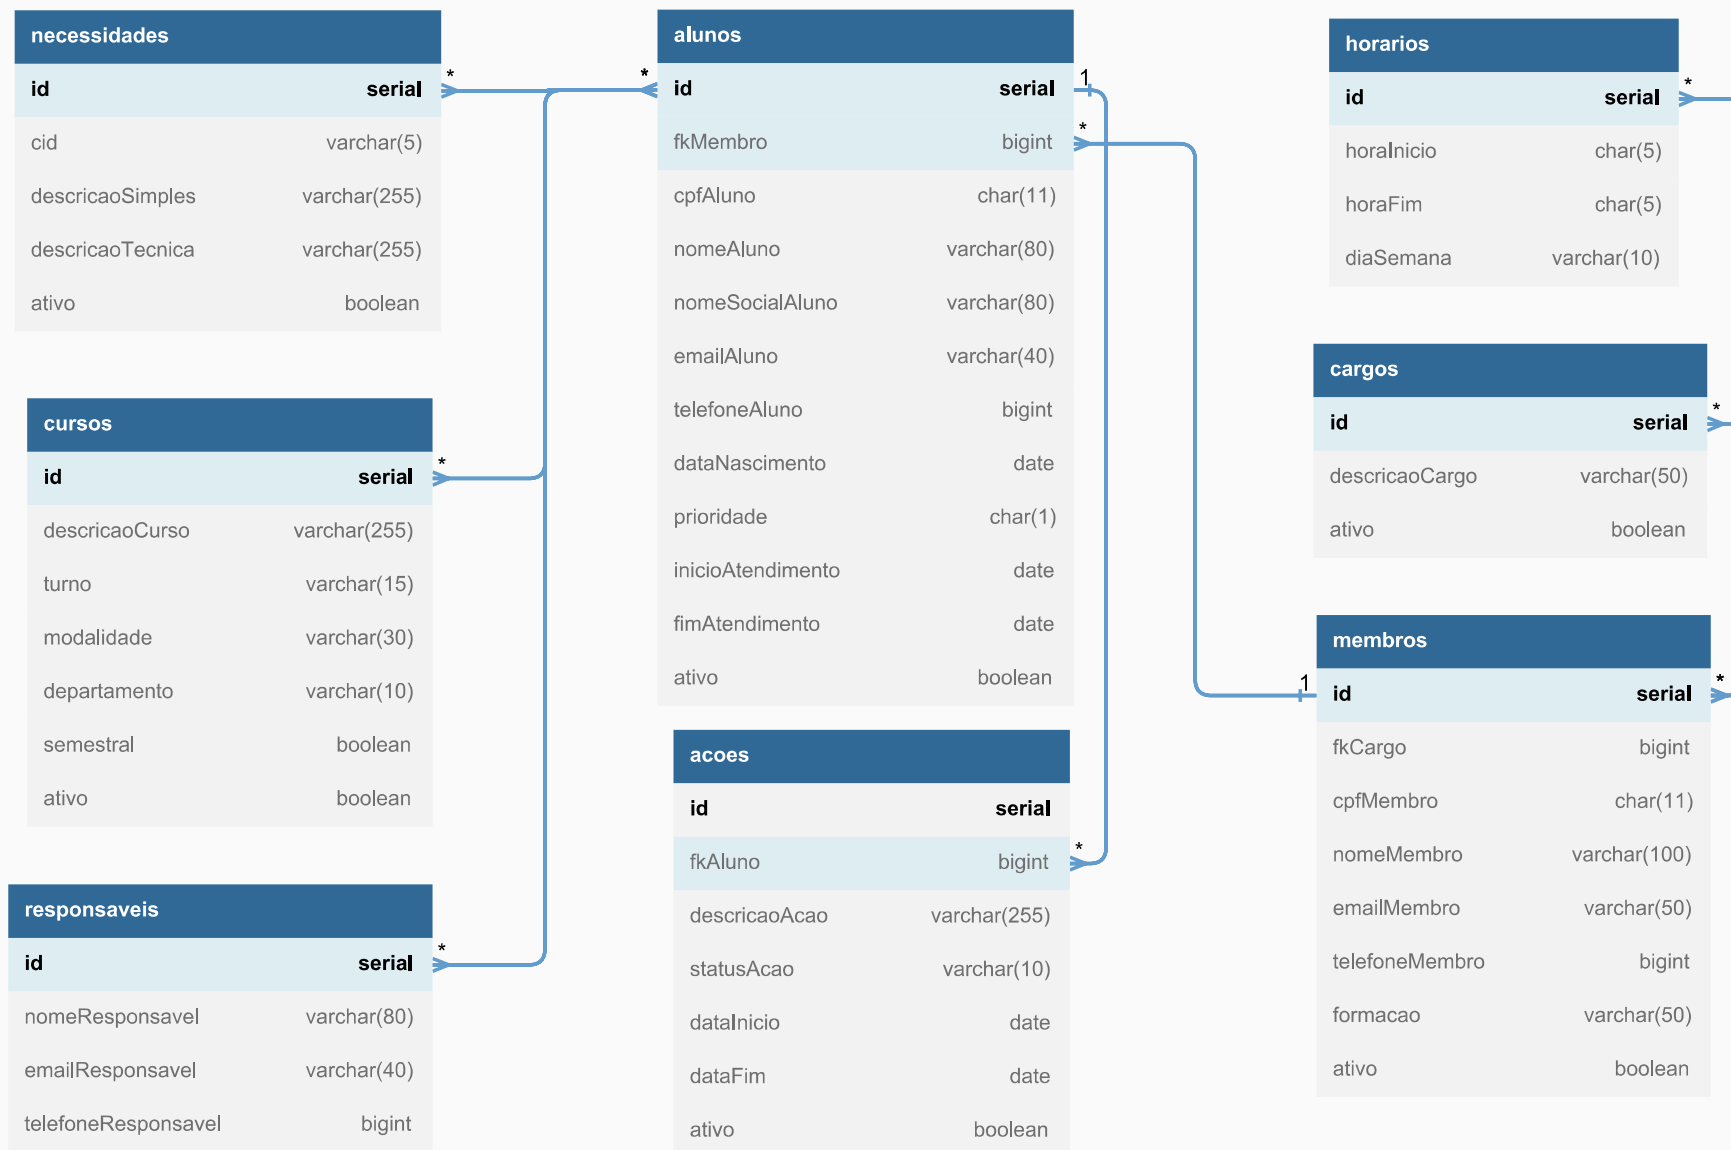 necessidades
id serial *
cid varchar(5)
descricaoSimples varchar(255)
descricaoTecnica varchar(255)
ativo boolean
cursos
id serial *
descricaoCurso varchar(255)
turno varchar(15)
modalidade varchar(30)
departamento varchar(10)
semestral boolean
ativo boolean
responsaveis
id serial *
nomeResponsavel varchar(80)
emailResponsavel varchar(40)
telefoneResponsavel bigint
alunos
* id serial 1
fkMembro bigint *
cpfAluno char(11)
nomeAluno varchar(80)
nomeSocialAluno varchar(80)
emailAluno varchar(40)
telefoneAluno bigint
dataNascimento date
prioridade char(1)
inicioAtendimento date
fimAtendimento date
ativo boolean
acoes
id serial
fkAluno bigint *
descricaoAcao varchar(255)
statusAcao varchar(10)
dataInicio date
dataFim date
ativo boolean
horarios
id serial *
horaInicio char(5)
horaFim char(5)
diaSemana varchar(10)
cargos
id serial *
descricaoCargo varchar(50)
ativo boolean
membros
1 id serial *
fkCargo bigint
cpfMembro char(11)
nomeMembro varchar(100)
emailMembro varchar(50)
telefoneMembro bigint
formacao varchar(50)
ativo boolean